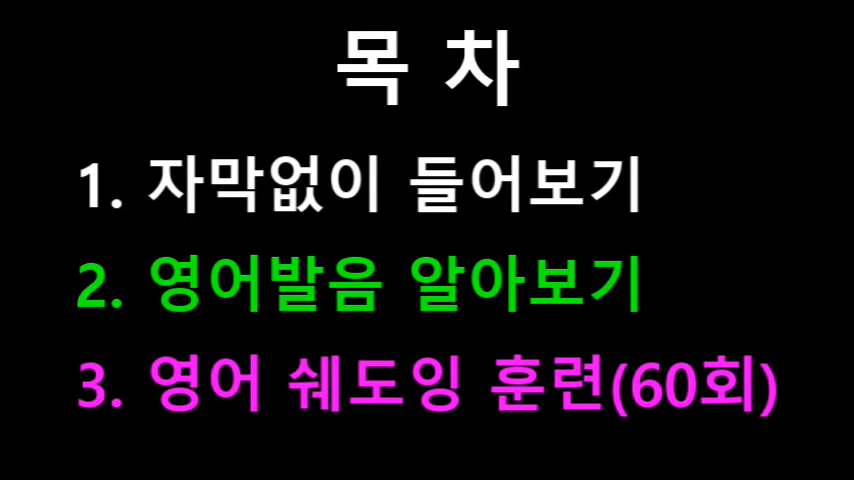 목 차
1. 자막없이 들어보기
2. 영어발음 알아보기
3. 영어 쉐도잉 훈련(60회)